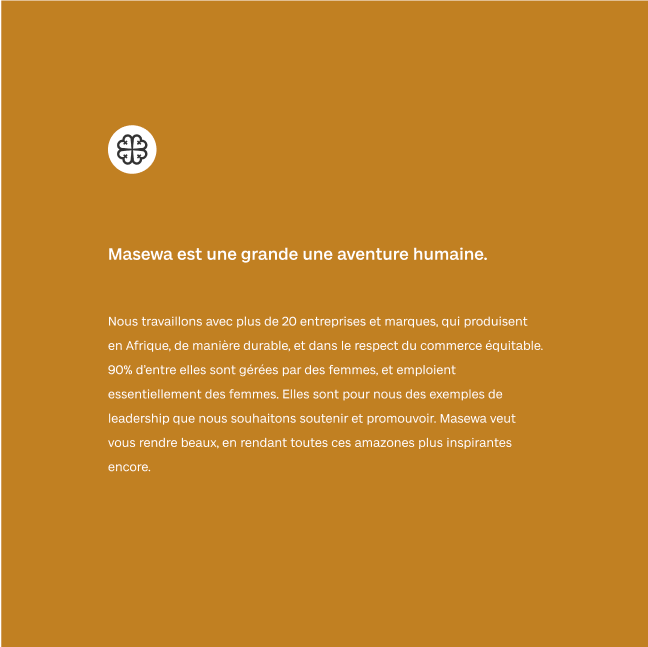 Masewa est une grande une aventure humaine.
Nous travaillons avec plus de 20 entreprises et marques, qui produisent
en Afrique, de manière durable, et dans le respect du commerce équitable.
90% d'entre elles sont gérées par des femmes, et emploient
essentiellement des femmes. Elles sont pour nous des exemples de
leadership que nous souhaitons soutenir et promouvoir. Masewa veut
vous rendre beaux, en rendant toutes ces amazones plus inspirantes
encore.